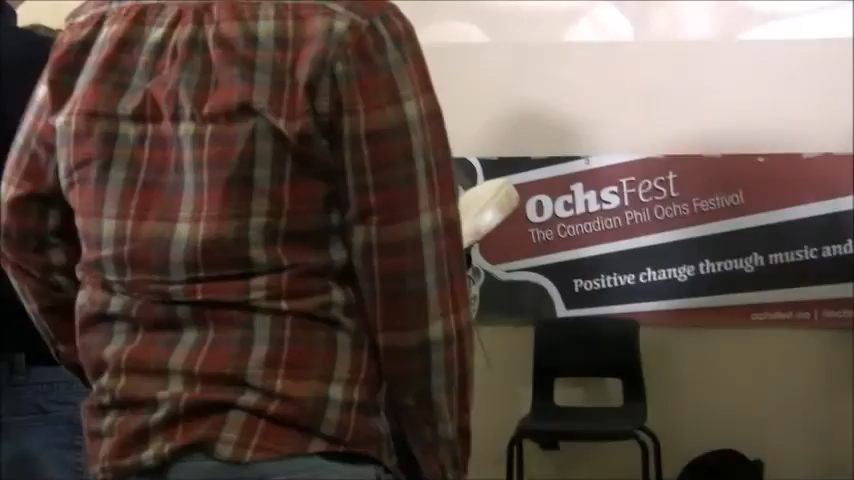 OchsFest
The Canadian Phil Ochs Festival
Positive change through music and